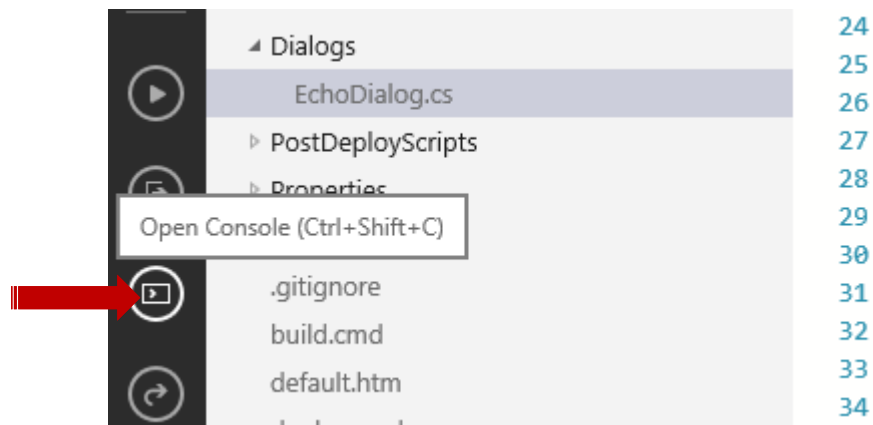 Dialogs
EchoDialog.cs
PostDeployScripts
Properties
Open Console (Ctrl+Shift+C)
.gitignore
build.cmd
default.htm
24
25
26
27
28
29
30
31
32
33
34